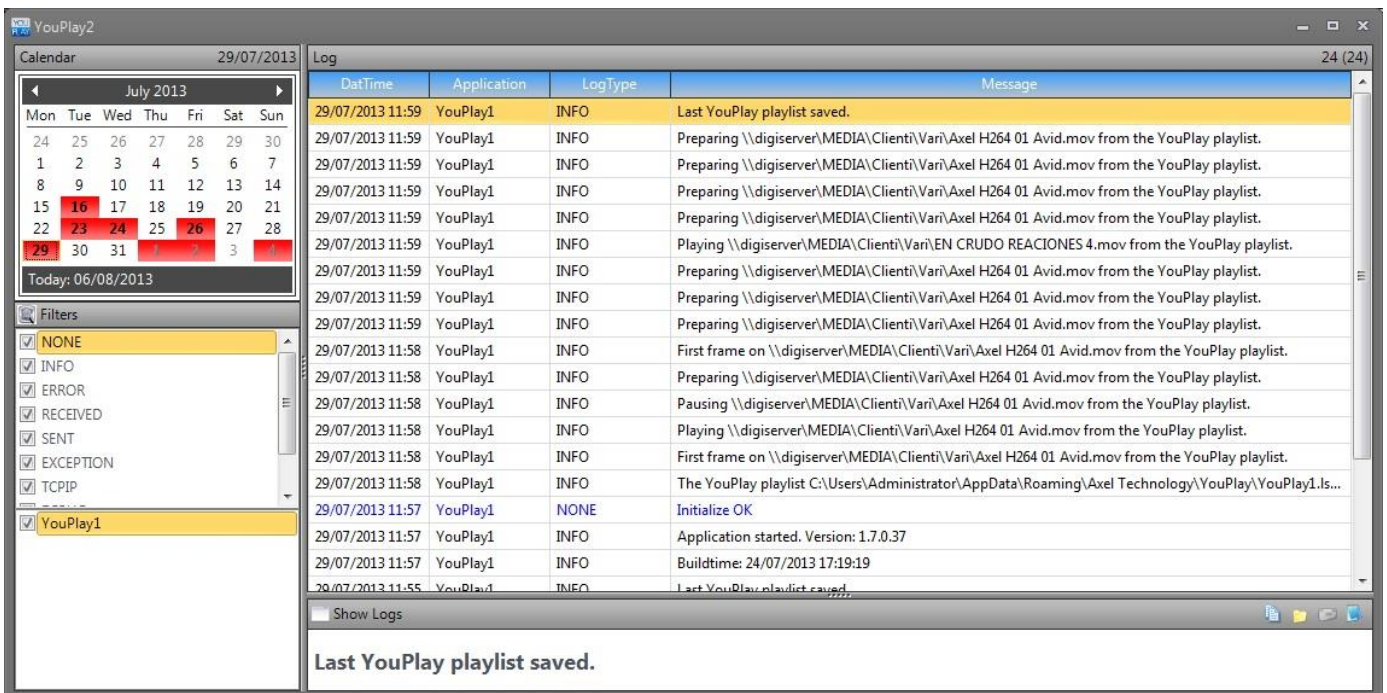 YOU PLAY YouPlay2
Calendar 29/07/2013
July 2013
Mon Tue Wed Thu Fri Sat Sun
24 25 26 27 28 29 30
1 2 3 4 5 6 7
8 9 10 11 12 13 14
15 16 17 18 19 20 21
22 23 24 25 26 27 28
29 30 31 1 2 3 4
Today: 06/08/2013
Filters
NONE
INFO
ERROR
RECEIVED
SENT
EXCEPTION
TCPIP
YouPlay1
Log 24 (24)
DatTime Application LogType Message
29/07/2013 11:59 YouPlay1 INFO Last YouPlay playlist saved.
29/07/2013 11:59 YouPlay1 INFO Preparing \\digiserver\MEDIA\Clienti\Vari\Axel H264 01 Avid.mov from the YouPlay playlist.
29/07/2013 11:59 YouPlay1 INFO Preparing \\digiserver\MEDIA\Clienti\Vari\Axel H264 01 Avid.mov from the YouPlay playlist.
29/07/2013 11:59 YouPlay1 INFO Preparing \\digiserver\MEDIA\Clienti\Vari\Axel H264 01 Avid.mov from the YouPlay playlist.
29/07/2013 11:59 YouPlay1 INFO Preparing \\digiserver\MEDIA\Clienti\Vari\Axel H264 01 Avid.mov from the YouPlay playlist.
29/07/2013 11:59 YouPlay1 INFO Playing \\digiserver\MEDIA\Clienti\Vari\EN CRUDO REACIONES 4.mov from the YouPlay playlist.
29/07/2013 11:59 YouPlay1 INFO Preparing \\digiserver\MEDIA\Clienti\Vari\Axel H264 01 Avid.mov from the YouPlay playlist.
29/07/2013 11:59 YouPlay1 INFO Preparing \\digiserver\MEDIA\Clienti\Vari\Axel H264 01 Avid.mov from the YouPlay playlist.
29/07/2013 11:59 YouPlay1 INFO Preparing \\digiserver\MEDIA\Clienti\Vari\Axel H264 01 Avid.mov from the YouPlay playlist.
29/07/2013 11:58 YouPlay1 INFO First frame on \\digiserver\MEDIA\Clienti\Vari\Axel H264 01 Avid.mov from the YouPlay playlist.
29/07/2013 11:58 YouPlay1 INFO Preparing \\digiserver\MEDIA\Clienti\Vari\Axel H264 01 Avid.mov from the YouPlay playlist.
29/07/2013 11:58 YouPlay1 INFO Pausing \\digiserver\MEDIA\Clienti\Vari\Axel H264 01 Avid.mov from the YouPlay playlist.
29/07/2013 11:58 YouPlay1 INFO Playing \\digiserver\MEDIA\Clienti\Vari\Axel H264 01 Avid.mov from the YouPlay playlist.
29/07/2013 11:58 YouPlay1 INFO First frame on \\digiserver\MEDIA\Clienti\Vari\Axel H264 01 Avid.mov from the YouPlay playlist.
29/07/2013 11:58 YouPlay1 INFO The YouPlay playlist C:\Users\Administrator\AppData\Roaming\Axel Technology\YouPlay\YouPlay1.ls...
29/07/2013 11:57 YouPlay1 NONE Initialize OK
29/07/2013 11:57 YouPlay1 INFO Application started. Version: 1.7.0.37
29/07/2013 11:57 YouPlay1 INFO Buildtime: 24/07/2013 17:19:19
29/07/2013 11:55 YouPlay1 INFO Last YouPlay playlist saved.
Show Logs
Last YouPlay playlist saved.